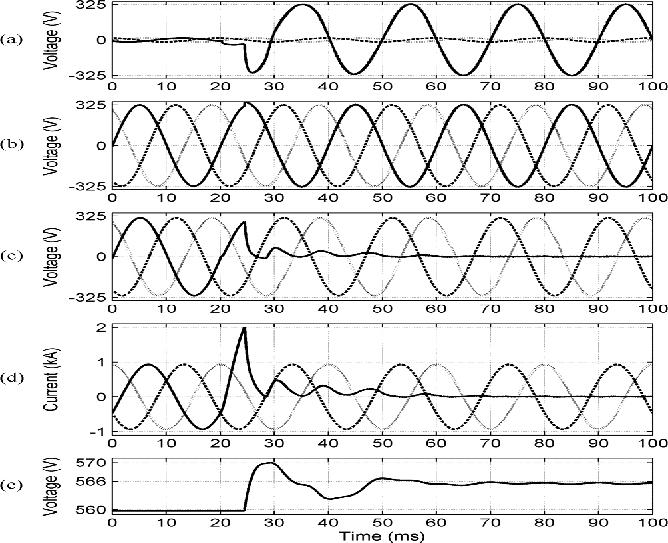 (a) Voltage (V) 325 0 -325
0 10 20 30 40 50 60 70 80 90 100
(b) Voltage (V) 325 0 -325
0 10 20 30 40 50 60 70 80 90 100
(c) Voltage (V) 325 0 -325
0 10 20 30 40 50 60 70 80 90 100
(d) Current (kA) 2 1 0 -1
0 10 20 30 40 50 60 70 80 90 100
(e) Voltage (V) 570 566 560
0 10 20 30 40 50 60 70 80 90 100
Time (ms)